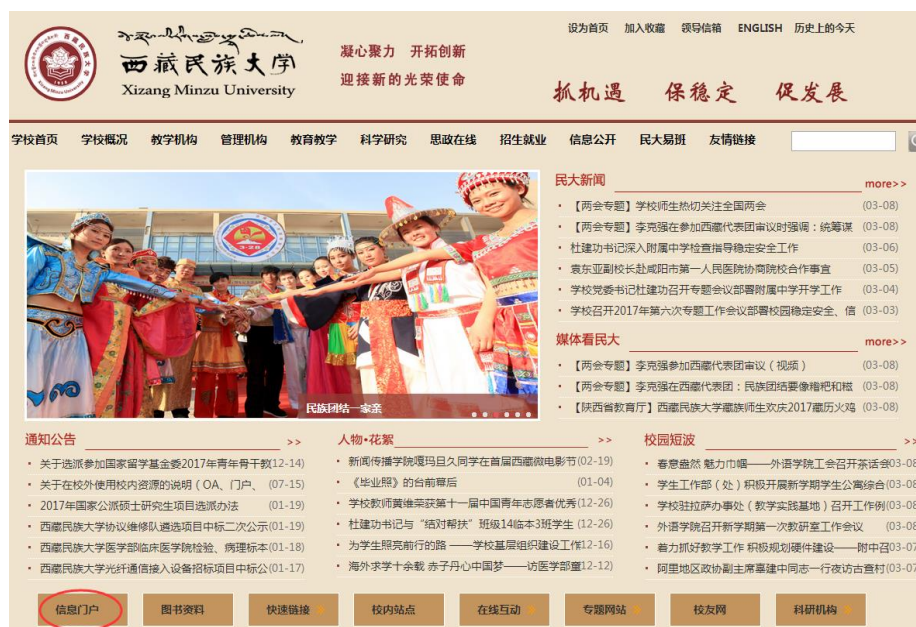 西藏民族大学
Xizang Minzu University
凝心聚力 开拓创新
迎接新的光荣使命
设为首页 加入收藏 领导信箱 ENGLISH 历史上的今天
抓机遇 保稳定 促发展
学校首页 学校概况 教学机构 管理机构 教育教学 科学研究 思政在线 招生就业 信息公开 民大易班 友情链接
3·28
民族团结一家亲
民大新闻 more>>
【两会专题】学校师生热切关注全国两会 (03-08)
【两会专题】李克强在参加西藏代表团审议时强调：统筹谋 (03-08)
杜建功书记深入附属中学检查指导稳定安全工作 (03-06)
袁东亚副校长赴咸阳市第一人民医院协商院校合作事宜 (03-05)
学校党委书记杜建功召开专题会议部署附属中学开学工作 (03-04)
学校召开2017年第六次专题工作会议部署校园稳定安全、信 (03-03)
媒体看民大 more>>
【两会专题】李克强参加西藏代表团审议（视频） (03-08)
【两会专题】李克强在西藏代表团：民族团结要像糌粑和糍 (03-08)
【陕西省教育厅】西藏民族大学藏族师生欢庆2017藏历火鸡 (03-08)
通知公告 >>
关于选派参加国家留学基金委2017年青年骨干教(12-14)
关于在校外使用校内资源的说明（OA、门户、 (07-15)
2017年国家公派硕士研究生项目选派办法 (01-19)
西藏民族大学协议维修队遴选项目中标二次公示(01-19)
西藏民族大学医学部临床医学院检验、病理标本(01-18)
西藏民族大学光纤通信接入设备招标项目中标公(01-17)
人物•花絮 >>
新闻传播学院嘎玛旦久同学在首届西藏微电影节(02-19)
《毕业照》的台前幕后 (01-04)
学校教师黄维荣获第十一届中国青年志愿者优秀(12-26)
杜建功书记与“结对帮扶”班级14临本3班学生 (12-26)
为学生照亮前行的路 ——学校基层组织建设工作12-16)
海外求学十余载 赤子丹心中国梦——访医学部童12-12)
校园短波 >>
春意盎然 魅力巾帼——外语学院工会召开茶话会03-08
学生工作部（处）积极开展新学期学生公寓综合(03-08
学校驻拉萨办事处（教学实践基地）召开工作例(03-08
外语学院召开新学期第一次教研室工作会议 (03-08
着力抓好教学工作 积极规划硬件建设——附中召03-07
阿里地区政协副主席寡建中同志一行夜访古查村(03-07
信息门户 图书资料 快速链接 校内站点 在线互动 专题网站 校友网 科研机构